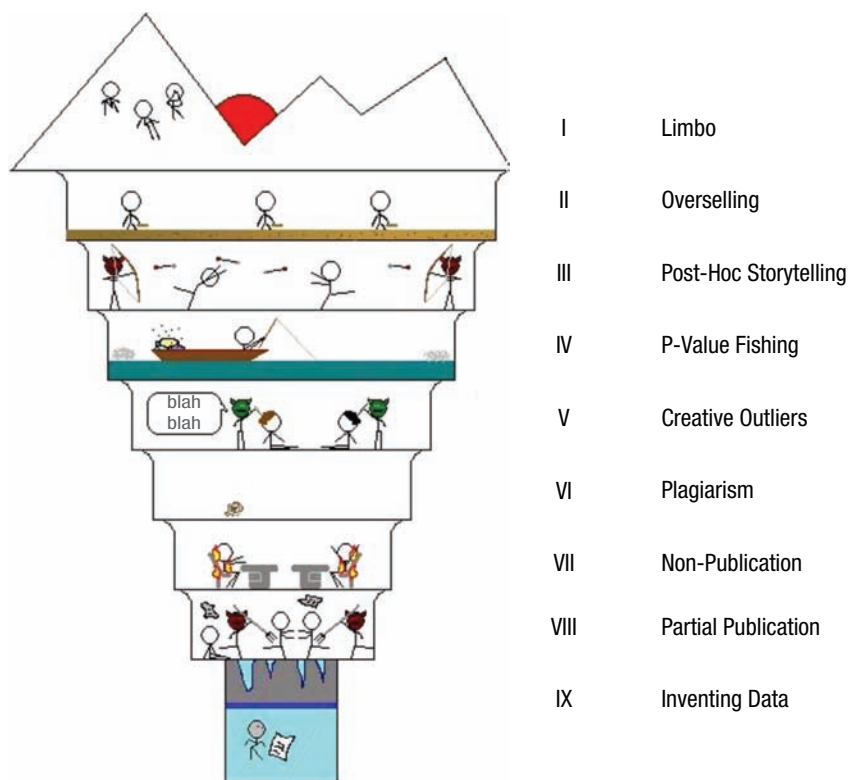 I Limbo
II Overselling
III Post-Hoc Storytelling
IV P-Value Fishing
blah
blah
V Creative Outliers
VI Plagiarism
VII Non-Publication
VIII Partial Publication
IX Inventing Data